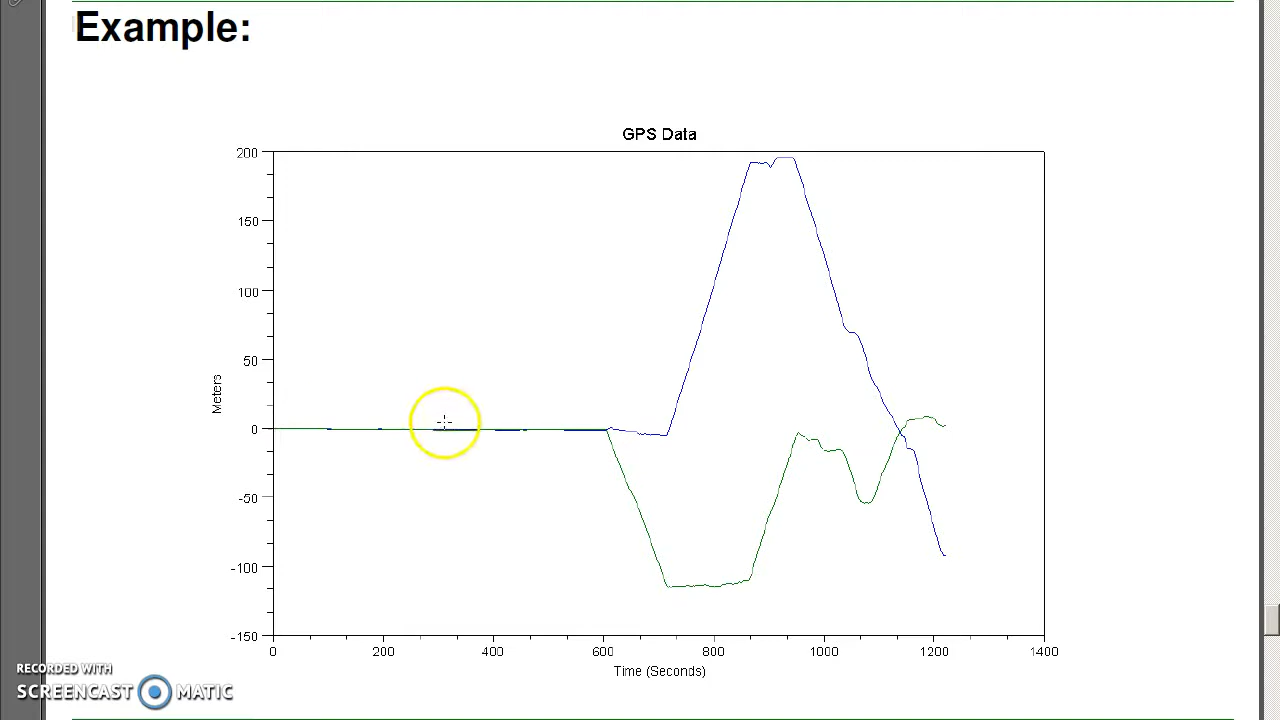 Example:
GPS Data
200
150
100
50
0
-50
-100
-150
Meters
0 200 400 600 800 1000 1200 1400
Time (Seconds)
RECORDED WITH
SCREENCAST MATIC